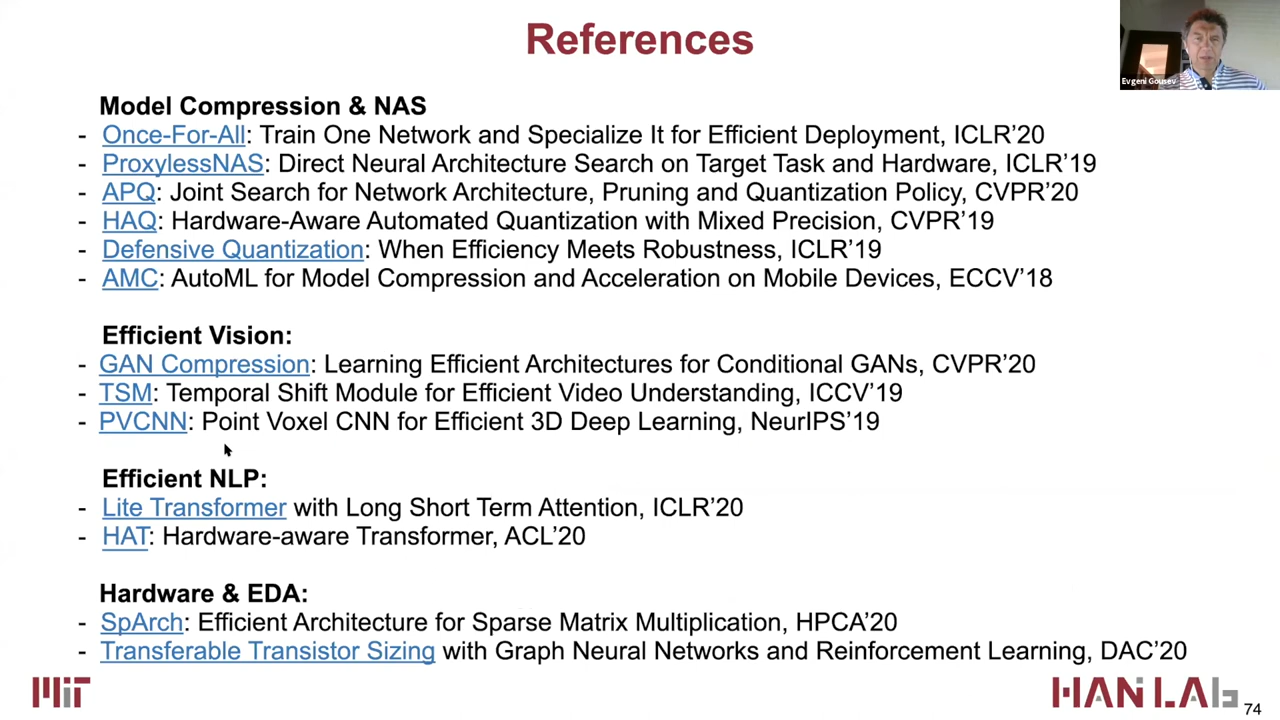 References
Evgeni Gousev
Model Compression & NAS
- Once-For-All: Train One Network and Specialize It for Efficient Deployment, ICLR’20
- ProxylessNAS: Direct Neural Architecture Search on Target Task and Hardware, ICLR’19
- APQ: Joint Search for Network Architecture, Pruning and Quantization Policy, CVPR’20
- HAQ: Hardware-Aware Automated Quantization with Mixed Precision, CVPR’19
- Defensive Quantization: When Efficiency Meets Robustness, ICLR’19
- AMC: AutoML for Model Compression and Acceleration on Mobile Devices, ECCV’18
Efficient Vision:
- GAN Compression: Learning Efficient Architectures for Conditional GANs, CVPR’20
- TSM: Temporal Shift Module for Efficient Video Understanding, ICCV’19
- PVCNN: Point Voxel CNN for Efficient 3D Deep Learning, NeurIPS’19
Efficient NLP:
- Lite Transformer with Long Short Term Attention, ICLR’20
- HAT: Hardware-aware Transformer, ACL’20
Hardware & EDA:
- SpArch: Efficient Architecture for Sparse Matrix Multiplication, HPCA’20
- Transferable Transistor Sizing with Graph Neural Networks and Reinforcement Learning, DAC’20
MIT
HAN LAB
74